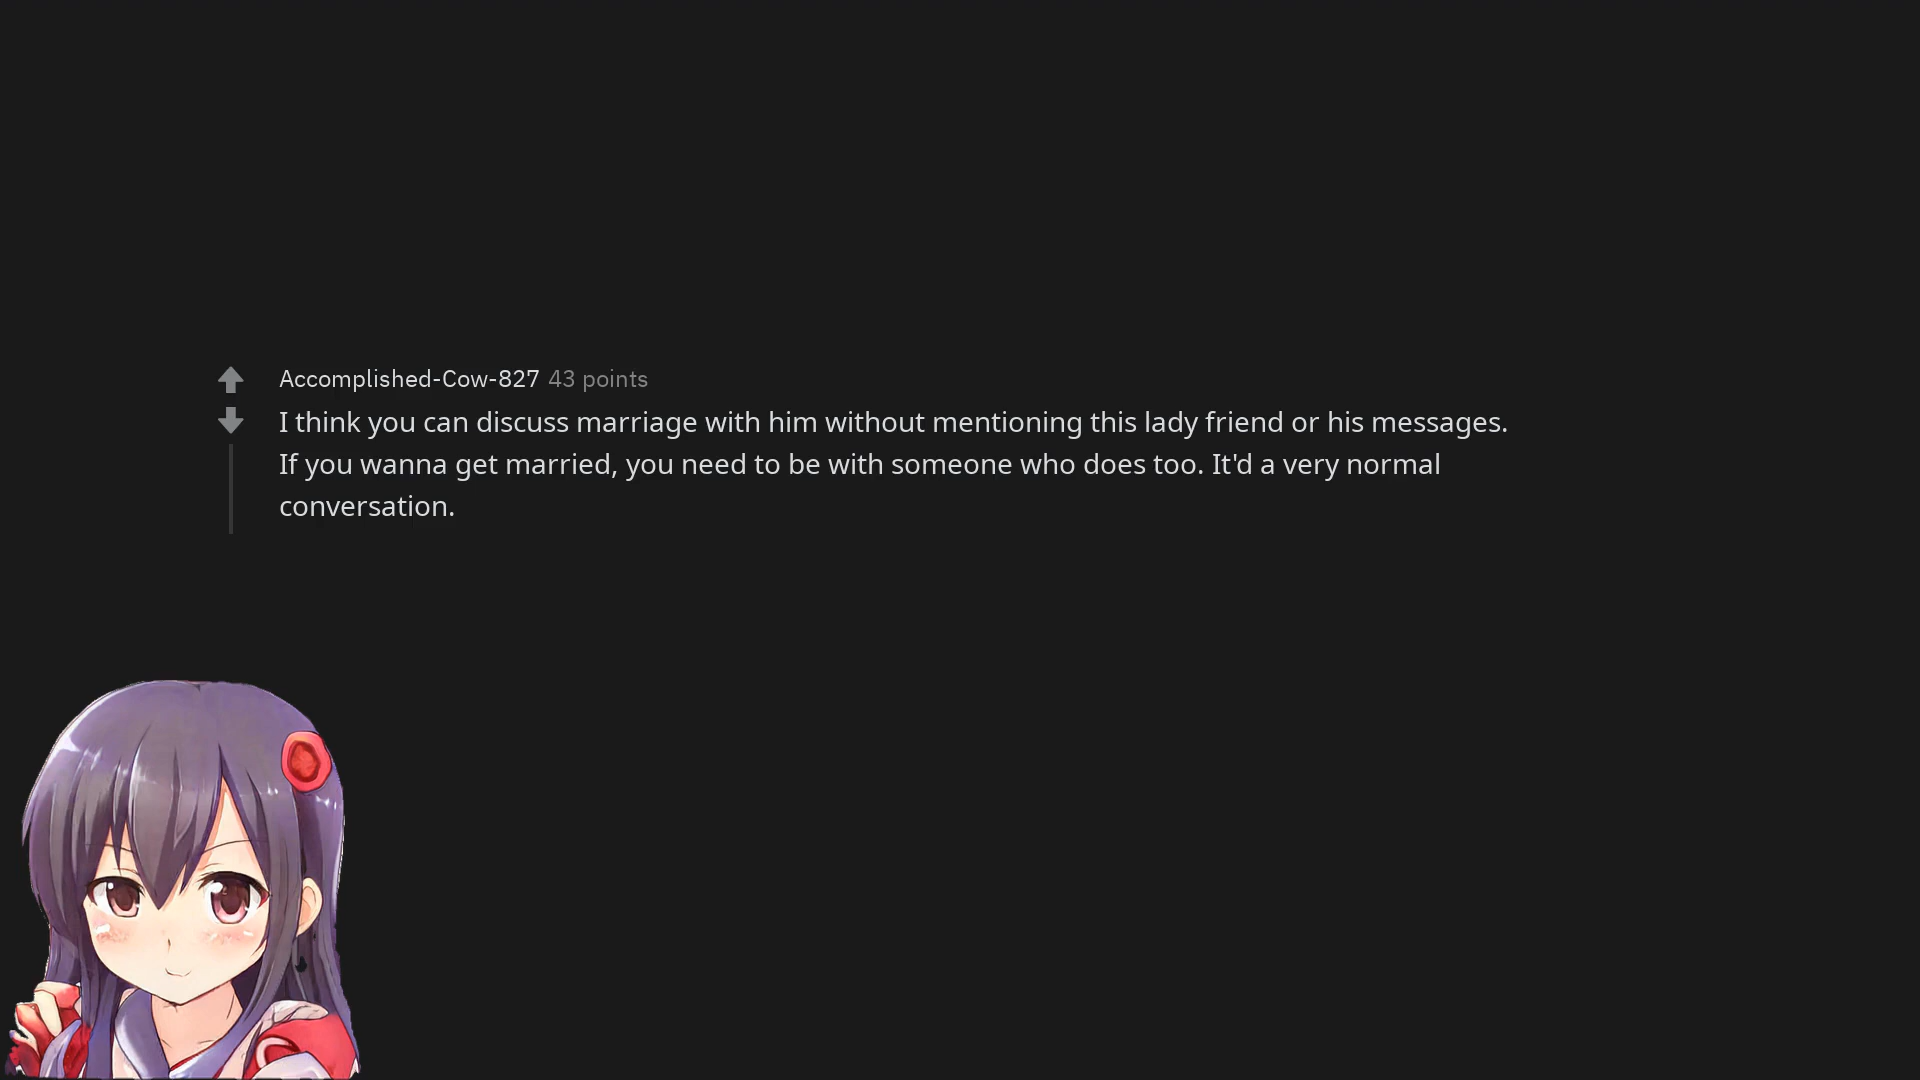 Accomplished-Cow-827 43 points
I think you can discuss marriage with him without mentioning this lady friend or his messages.
If you wanna get married, you need to be with someone who does too. It'd a very normal
conversation.